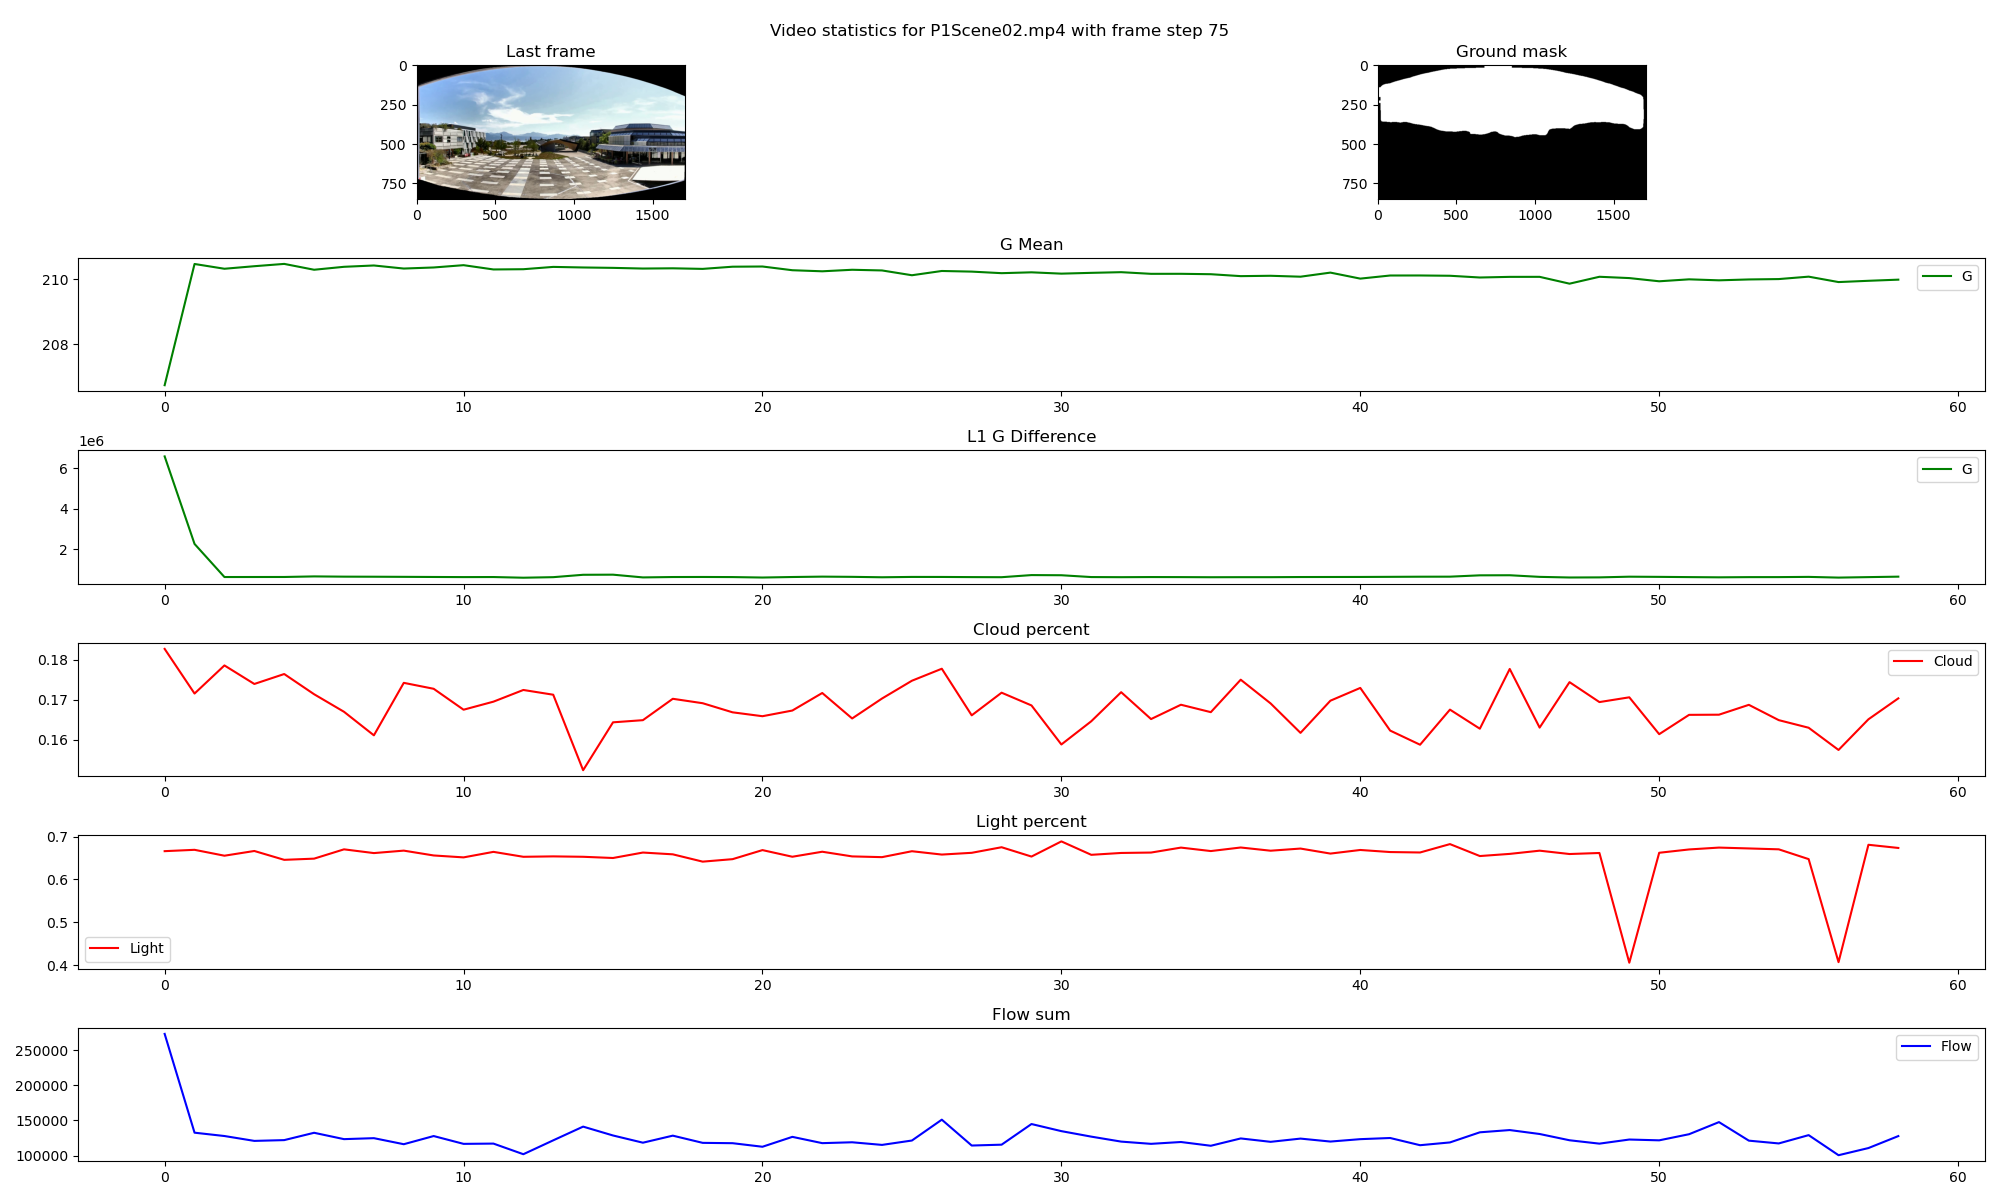 Video statistics for P1Scene02.mp4 with frame step 75
Last frame
0
250
500
750
0 500 1000 1500
Ground mask
0
250
500
750
0 500 1000 1500
G Mean
210
208
G
0 10 20 30 40 50 60
L1 G Difference
1e6
6
4
2
G
0 10 20 30 40 50 60
Cloud percent
0.18
0.17
0.16
Cloud
0 10 20 30 40 50 60
Light percent
0.7
0.6
0.5
0.4
Light
0 10 20 30 40 50 60
Flow sum
250000
200000
150000
100000
Flow
0 10 20 30 40 50 60